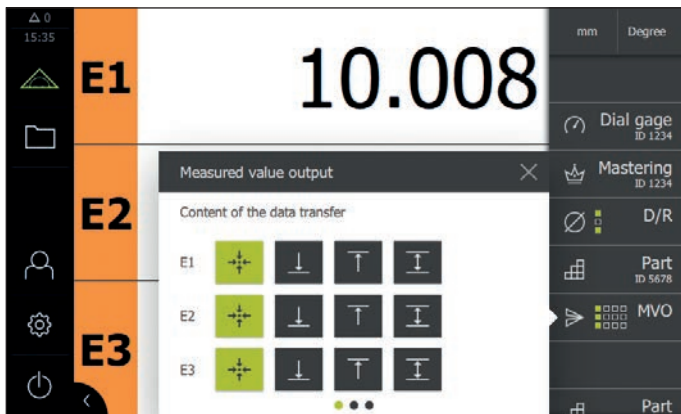 0
15:35
E1
10.008
mm Degree
Dial gage
ID 1234
Mastering
ID 1234
Measured value output
Content of the data transfer
E1
E2
E3
E2
E3
D/R
Part
ID 5678
MVO
Part